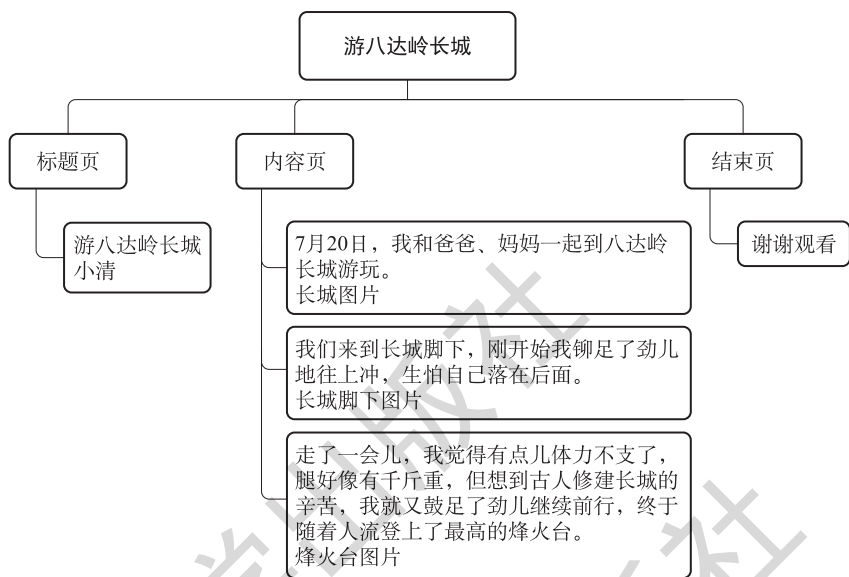 游八达岭长城
标题页
内容页
结束页
游八达岭长城
小清
7月20日，我和爸爸、妈妈一起到八达岭
长城游玩。
长城图片
谢谢观看
我们来到长城脚下，刚开始我铆足了劲儿
地往上冲，生怕自己落在后面。
长城脚下图片
走了一会儿，我觉得有点儿体力不支了，
腿好像有千斤重，但想到古人修建长城的
辛苦，我就又鼓足了劲儿继续前行，终于
随着人流登上了最高的烽火台。
烽火台图片